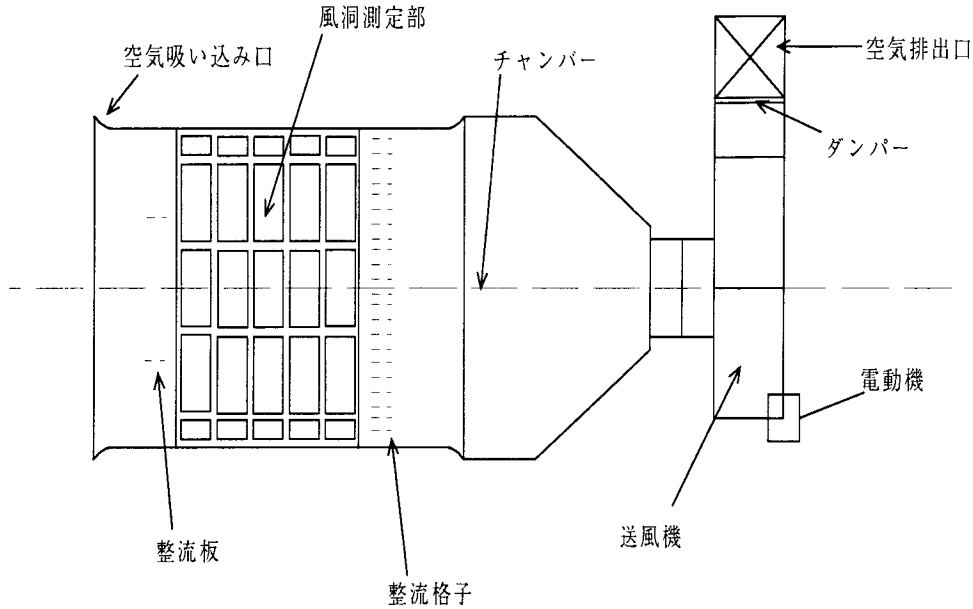 風洞測定部
空気吸い込み口
チャンバー
空気排出口
ダンパー
電動機
送風機
整流板
整流格子